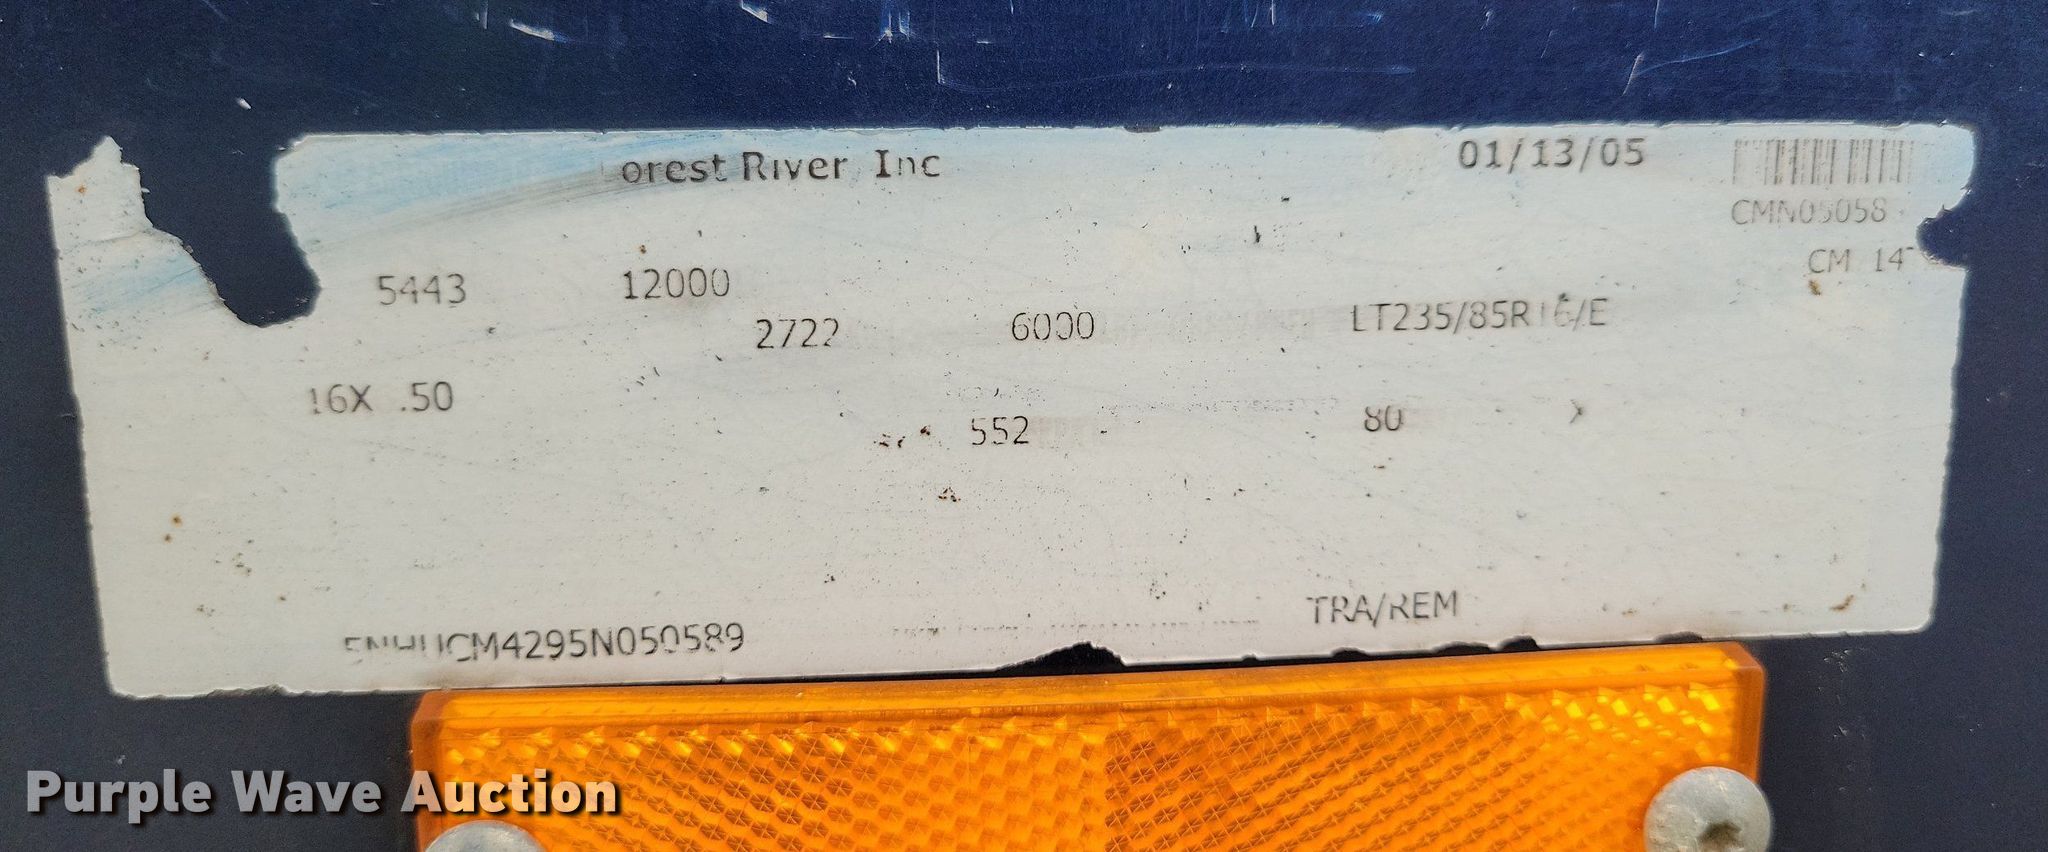 orest River, Inc 01/13/05
CMN05058
5443 12000 CM 14
2722 6000 LT235/85R16/E
16X .50
552 80
TRA/REM
5NHUCM4295N050589
Purple Wave Auction